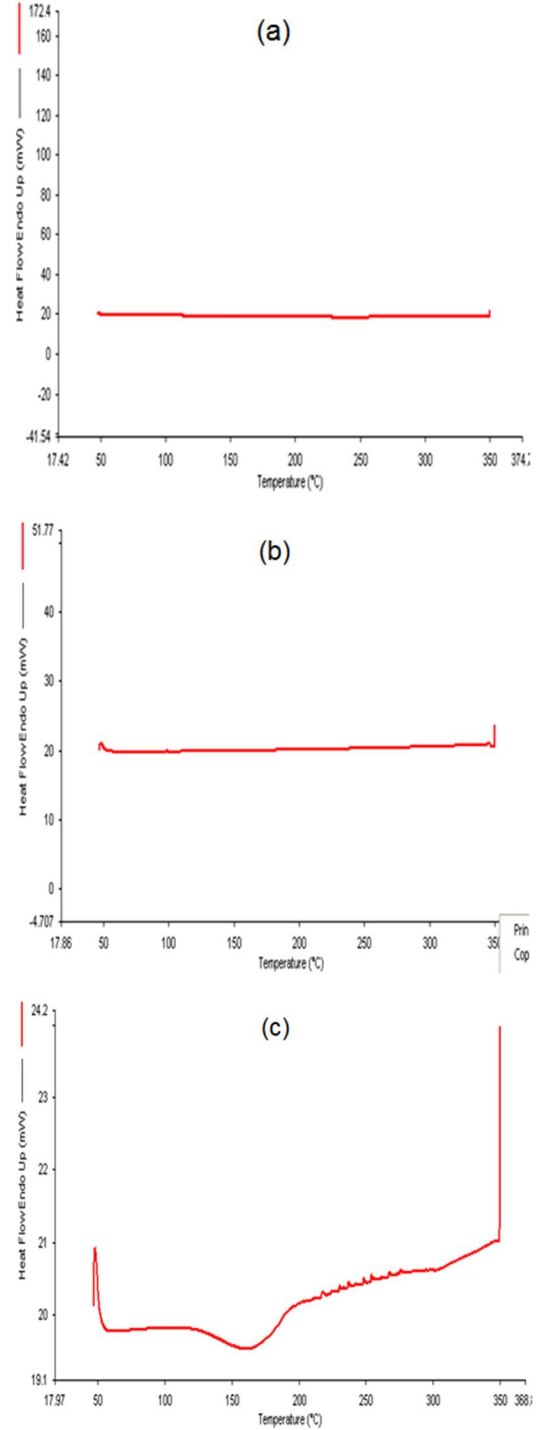 172.4
(a)
160
140
120
100
80
60
40
20
0
-20
-41.54
Heat FlowEndo Up (mW)
17.42 50 100 150 200 250 300 350 374.
Temperature (°C)
51.77
(b)
40
30
20
10
0
-4.707
Heat FlowEndo Up (mW)
17.86 50 100 150 200 250 300 350
Temperature (°C)
Prin
Cop
24.2
(c)
23
22
21
20
19.1
Heat FlowEndo Up (mW)
17.97 50 100 150 200 250 300 350 368.
Temperature (°C)